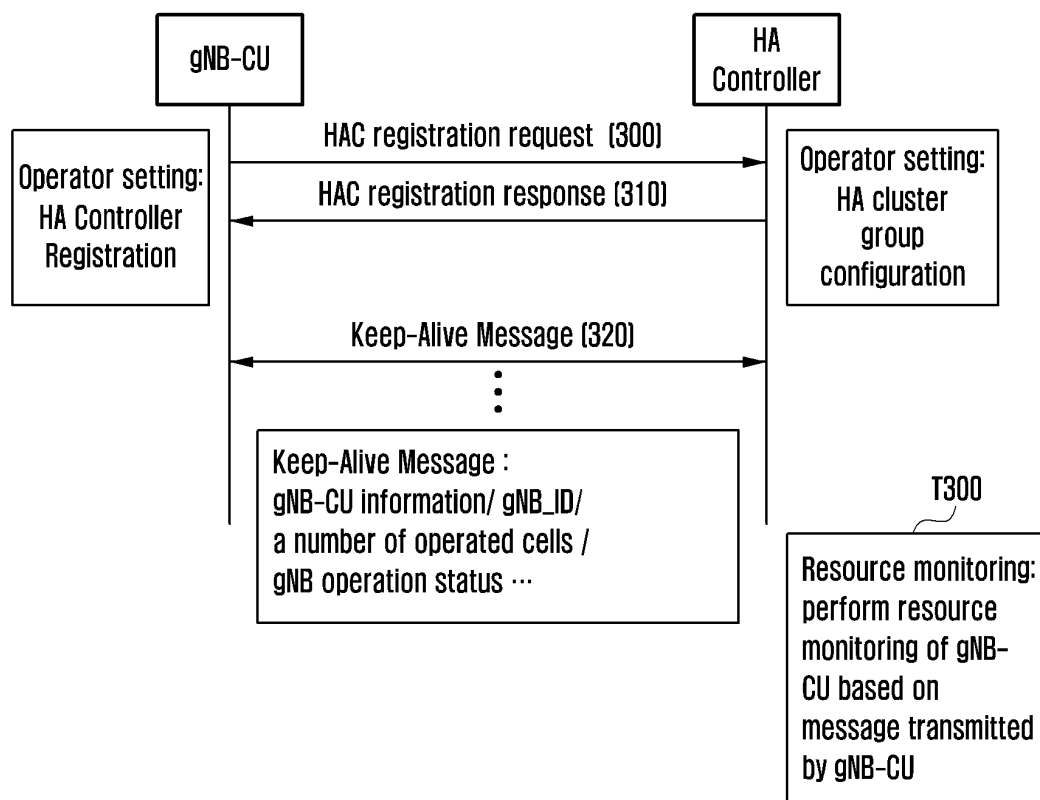 gNB-CU
HA
Controller
HAC registration request (300)
Operator setting:
HA Controller
Registration
HAC registration response (310)
Operator setting:
HA cluster
group
configuration
Keep-Alive Message (320)
Keep-Alive Message :
gNB-CU information/ gNB_ID/
a number of operated cells /
gNB operation status ···
T300
Resource monitoring:
perform resource
monitoring of gNB-
CU based on
message transmitted
by gNB-CU